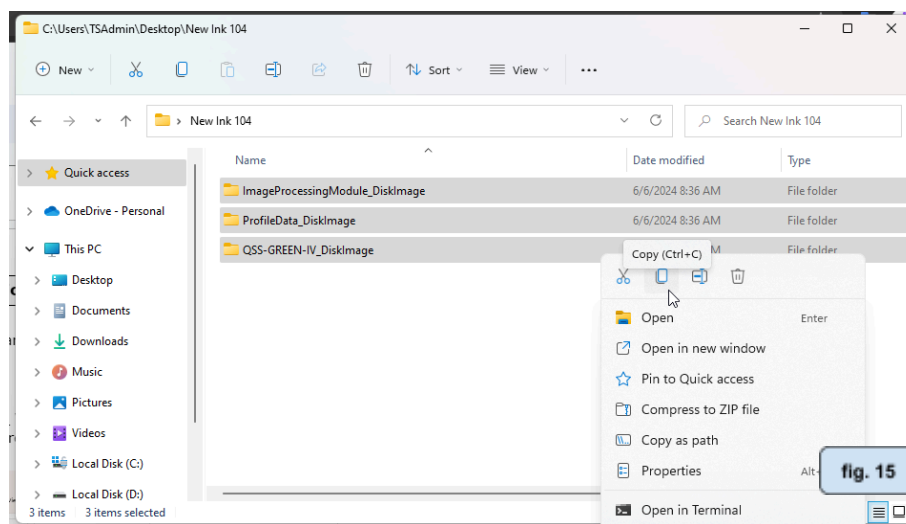 C:\Users\TSAdmin\Desktop\New Ink 104
New
Sort
View
New Ink 104
Search New Ink 104
Name
Date modified
Type
Quick access
ImageProcessingModule_DiskImage
6/6/2024 8:36 AM
File folder
ProfileData_DiskImage
6/6/2024 8:36 AM
File folder
QSS-GREEN-IV_DiskImage
File folder
OneDrive - Personal
This PC
Desktop
Documents
Downloads
Music
Pictures
Videos
Local Disk (C:)
Local Disk (D:)
Copy (Ctrl+C)
Open
Enter
Open in new window
Pin to Quick access
Compress to ZIP file
Copy as path
Properties
Alt+
Open in Terminal
fig. 15
3 items
3 items selected